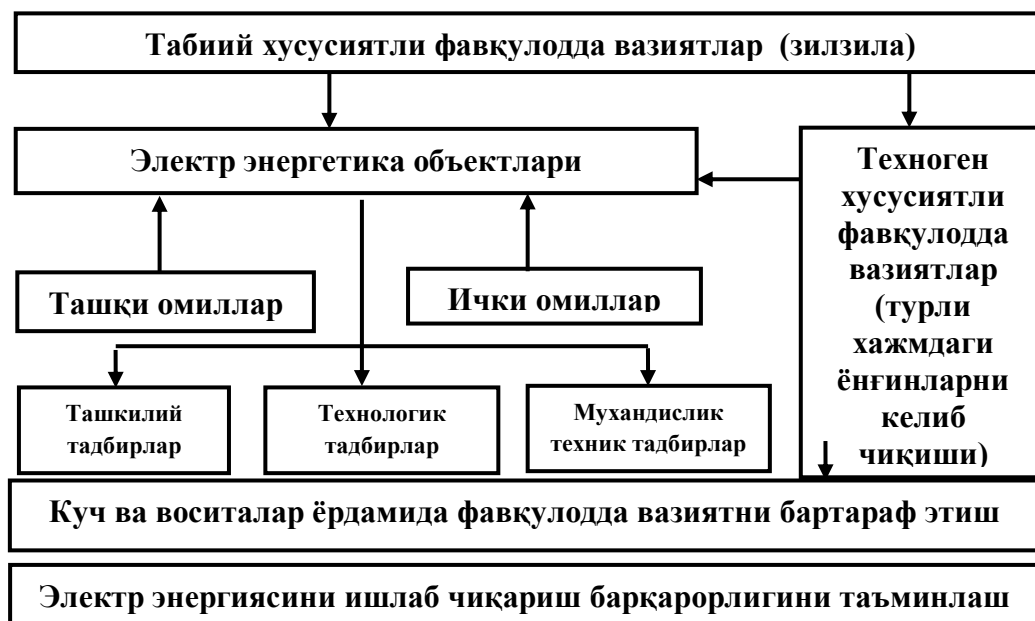 Табиий хусусиятли фавқулодда вазиятлар (зилзила)
Электр энергетика объектлари
Техноген
хусусиятли
фавқулодда
вазиятлар
(турли
хажмдаги
ёнғинларни
келиб
чиқиши)
Ташқи омиллар
Ички омиллар
Ташкилий
тадбирлар
Технологик
тадбирлар
Мухандислик
техник тадбирлар
Куч ва воситалар ёрдамида фавқулодда вазиятни бартараф этиш
Электр энергиясини ишлаб чиқариш барқарорлигини таъминлаш